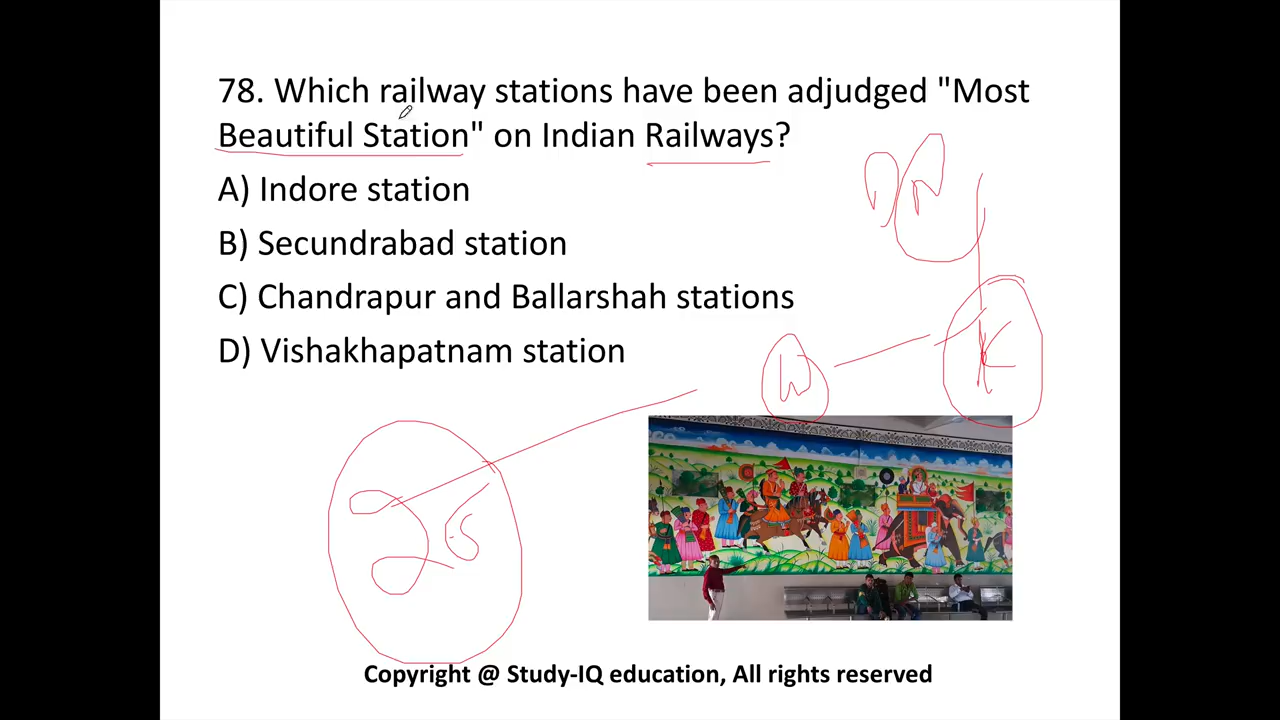 78. Which railway stations have been adjudged "Most
Beautiful Station" on Indian Railways?
A) Indore station
B) Secundrabad station
C) Chandrapur and Ballarshah stations
D) Vishakhapatnam station
K
W
Copyright @ Study-IQ education, All rights reserved